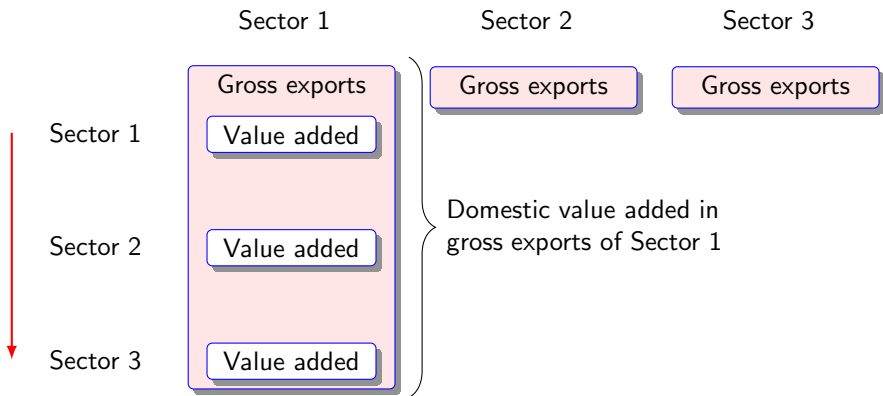 Sector 1 Sector 2 Sector 3
Gross exports Gross exports Gross exports
Sector 1 Value added
Domestic value added in
gross exports of Sector 1
Sector 2 Value added
Sector 3 Value added